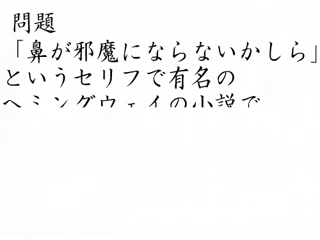 問題
「鼻が邪魔にならないかしら」
というセリフで有名の
ヘミングウェイの小説で